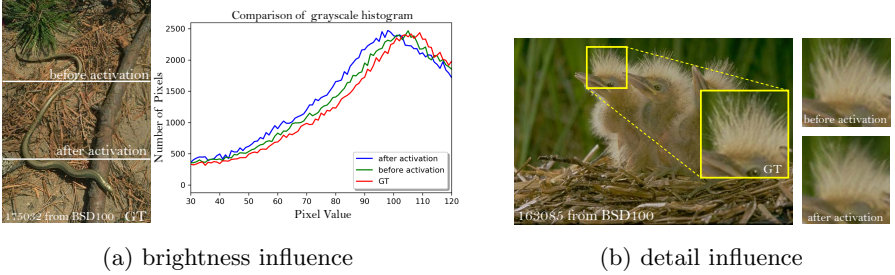 before activation
after activation
175032 from BSD100 GT
Comparison of grayscale histogram
Number of Pixels
2500
2000
1500
1000
500
0
30 40 50 60 70 80 90 100 110 120
Pixel Value
after activation
before activation
GT
(a) brightness influence
163085 from BSD100
GT
before activation
after activation
(b) detail influence